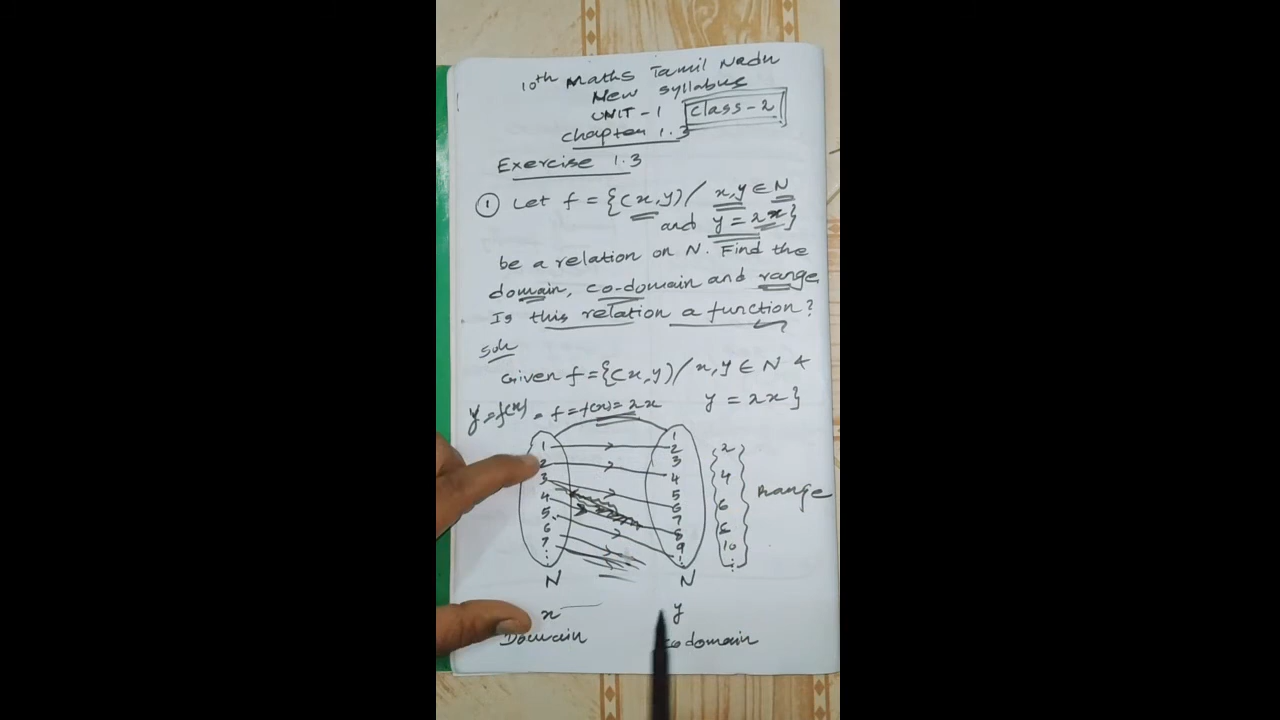 10th Maths Tamil Nadu
New Syllabus
UNIT - 1 Class - 2
Chapter 1.3
Exercise 1.3
① Let f = {(x,y) / x,y ∈ N
and y = 2x}
be a relation on N. Find the
domain, co-domain and range
Is this relation a function?
Soln
Given f = {(x,y) / x,y ∈ N &
y = 2x}
y = f(x) = f = f(x) = 2x
1 1 2
2 2 4
3 3 6
4 4 8
5 5 10
6 6 :
7 7
: 8
9
:
Range
N N
x y
Domain co domain